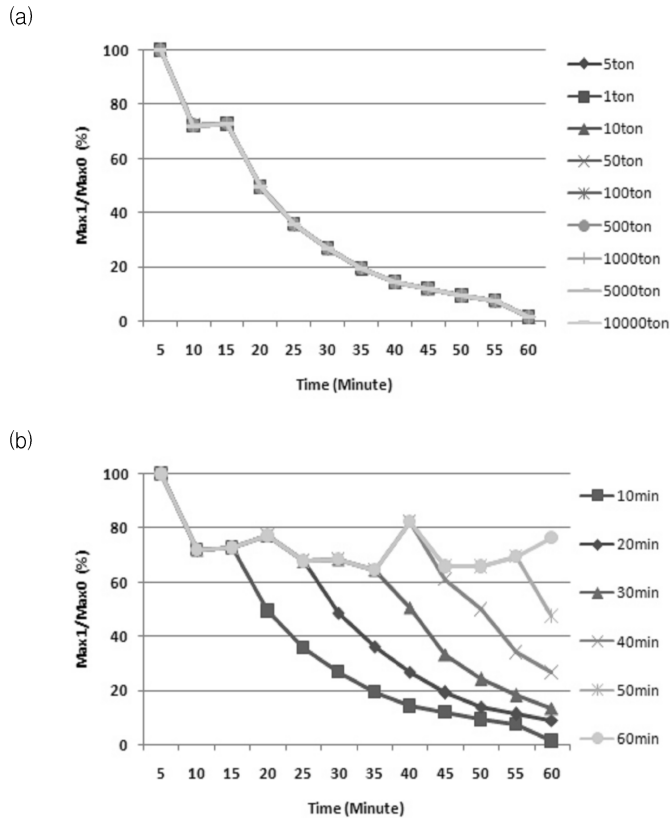 (a)
Max1/Max0 (%)
100
80
60
40
20
0
5 10 15 20 25 30 35 40 45 50 55 60
Time (Minute)
5ton
1ton
10ton
50ton
100ton
500ton
1000ton
5000ton
10000ton
(b)
Max1/Max0 (%)
100
80
60
40
20
0
5 10 15 20 25 30 35 40 45 50 55 60
Time (Minute)
10min
20min
30min
40min
50min
60min